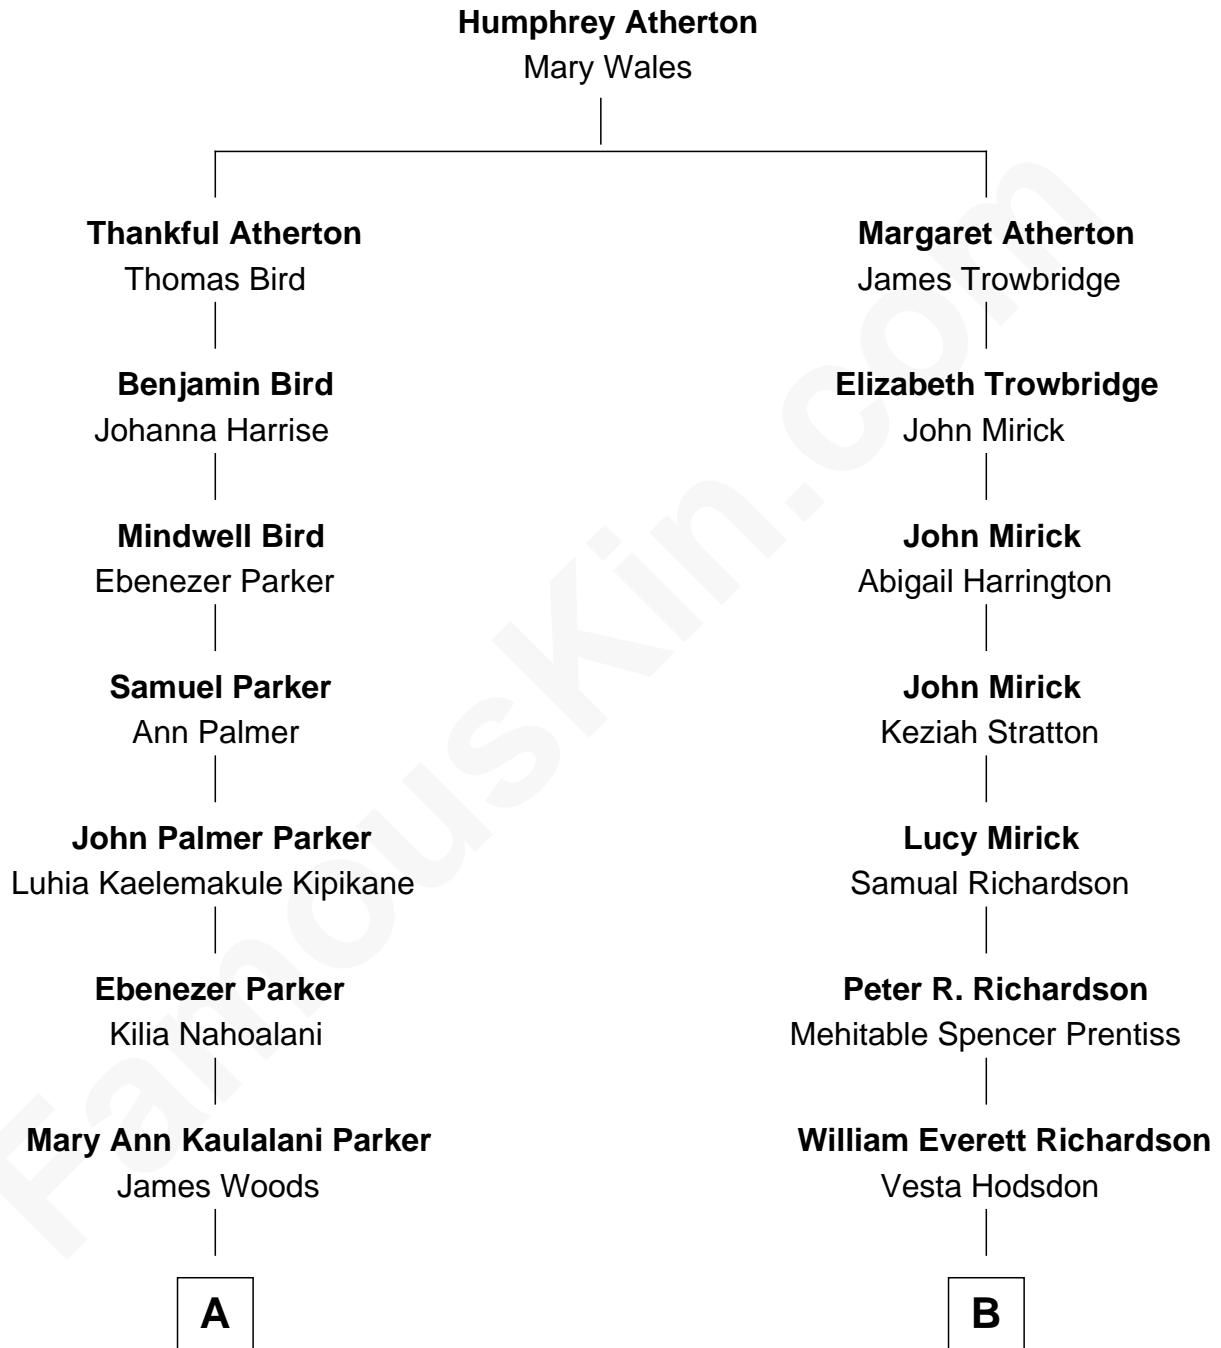 Humphrey Atherton
Mary Wales
Thankful Atherton
Thomas Bird
Benjamin Bird
Johanna Harrise
Mindwell Bird
Ebenezer Parker
Samuel Parker
Ann Palmer
John Palmer Parker
Luhia Kaelemakule Kipikane
Ebenezer Parker
Kilia Nahoalani
Mary Ann Kaulalani Parker
James Woods
A
Margaret Atherton
James Trowbridge
Elizabeth Trowbridge
John Mirick
John Mirick
Abigail Harrington
John Mirick
Keziah Stratton
Lucy Mirick
Samual Richardson
Peter R. Richardson
Mehitable Spencer Prentiss
William Everett Richardson
Vesta Hodsdon
B
FamousKin.com